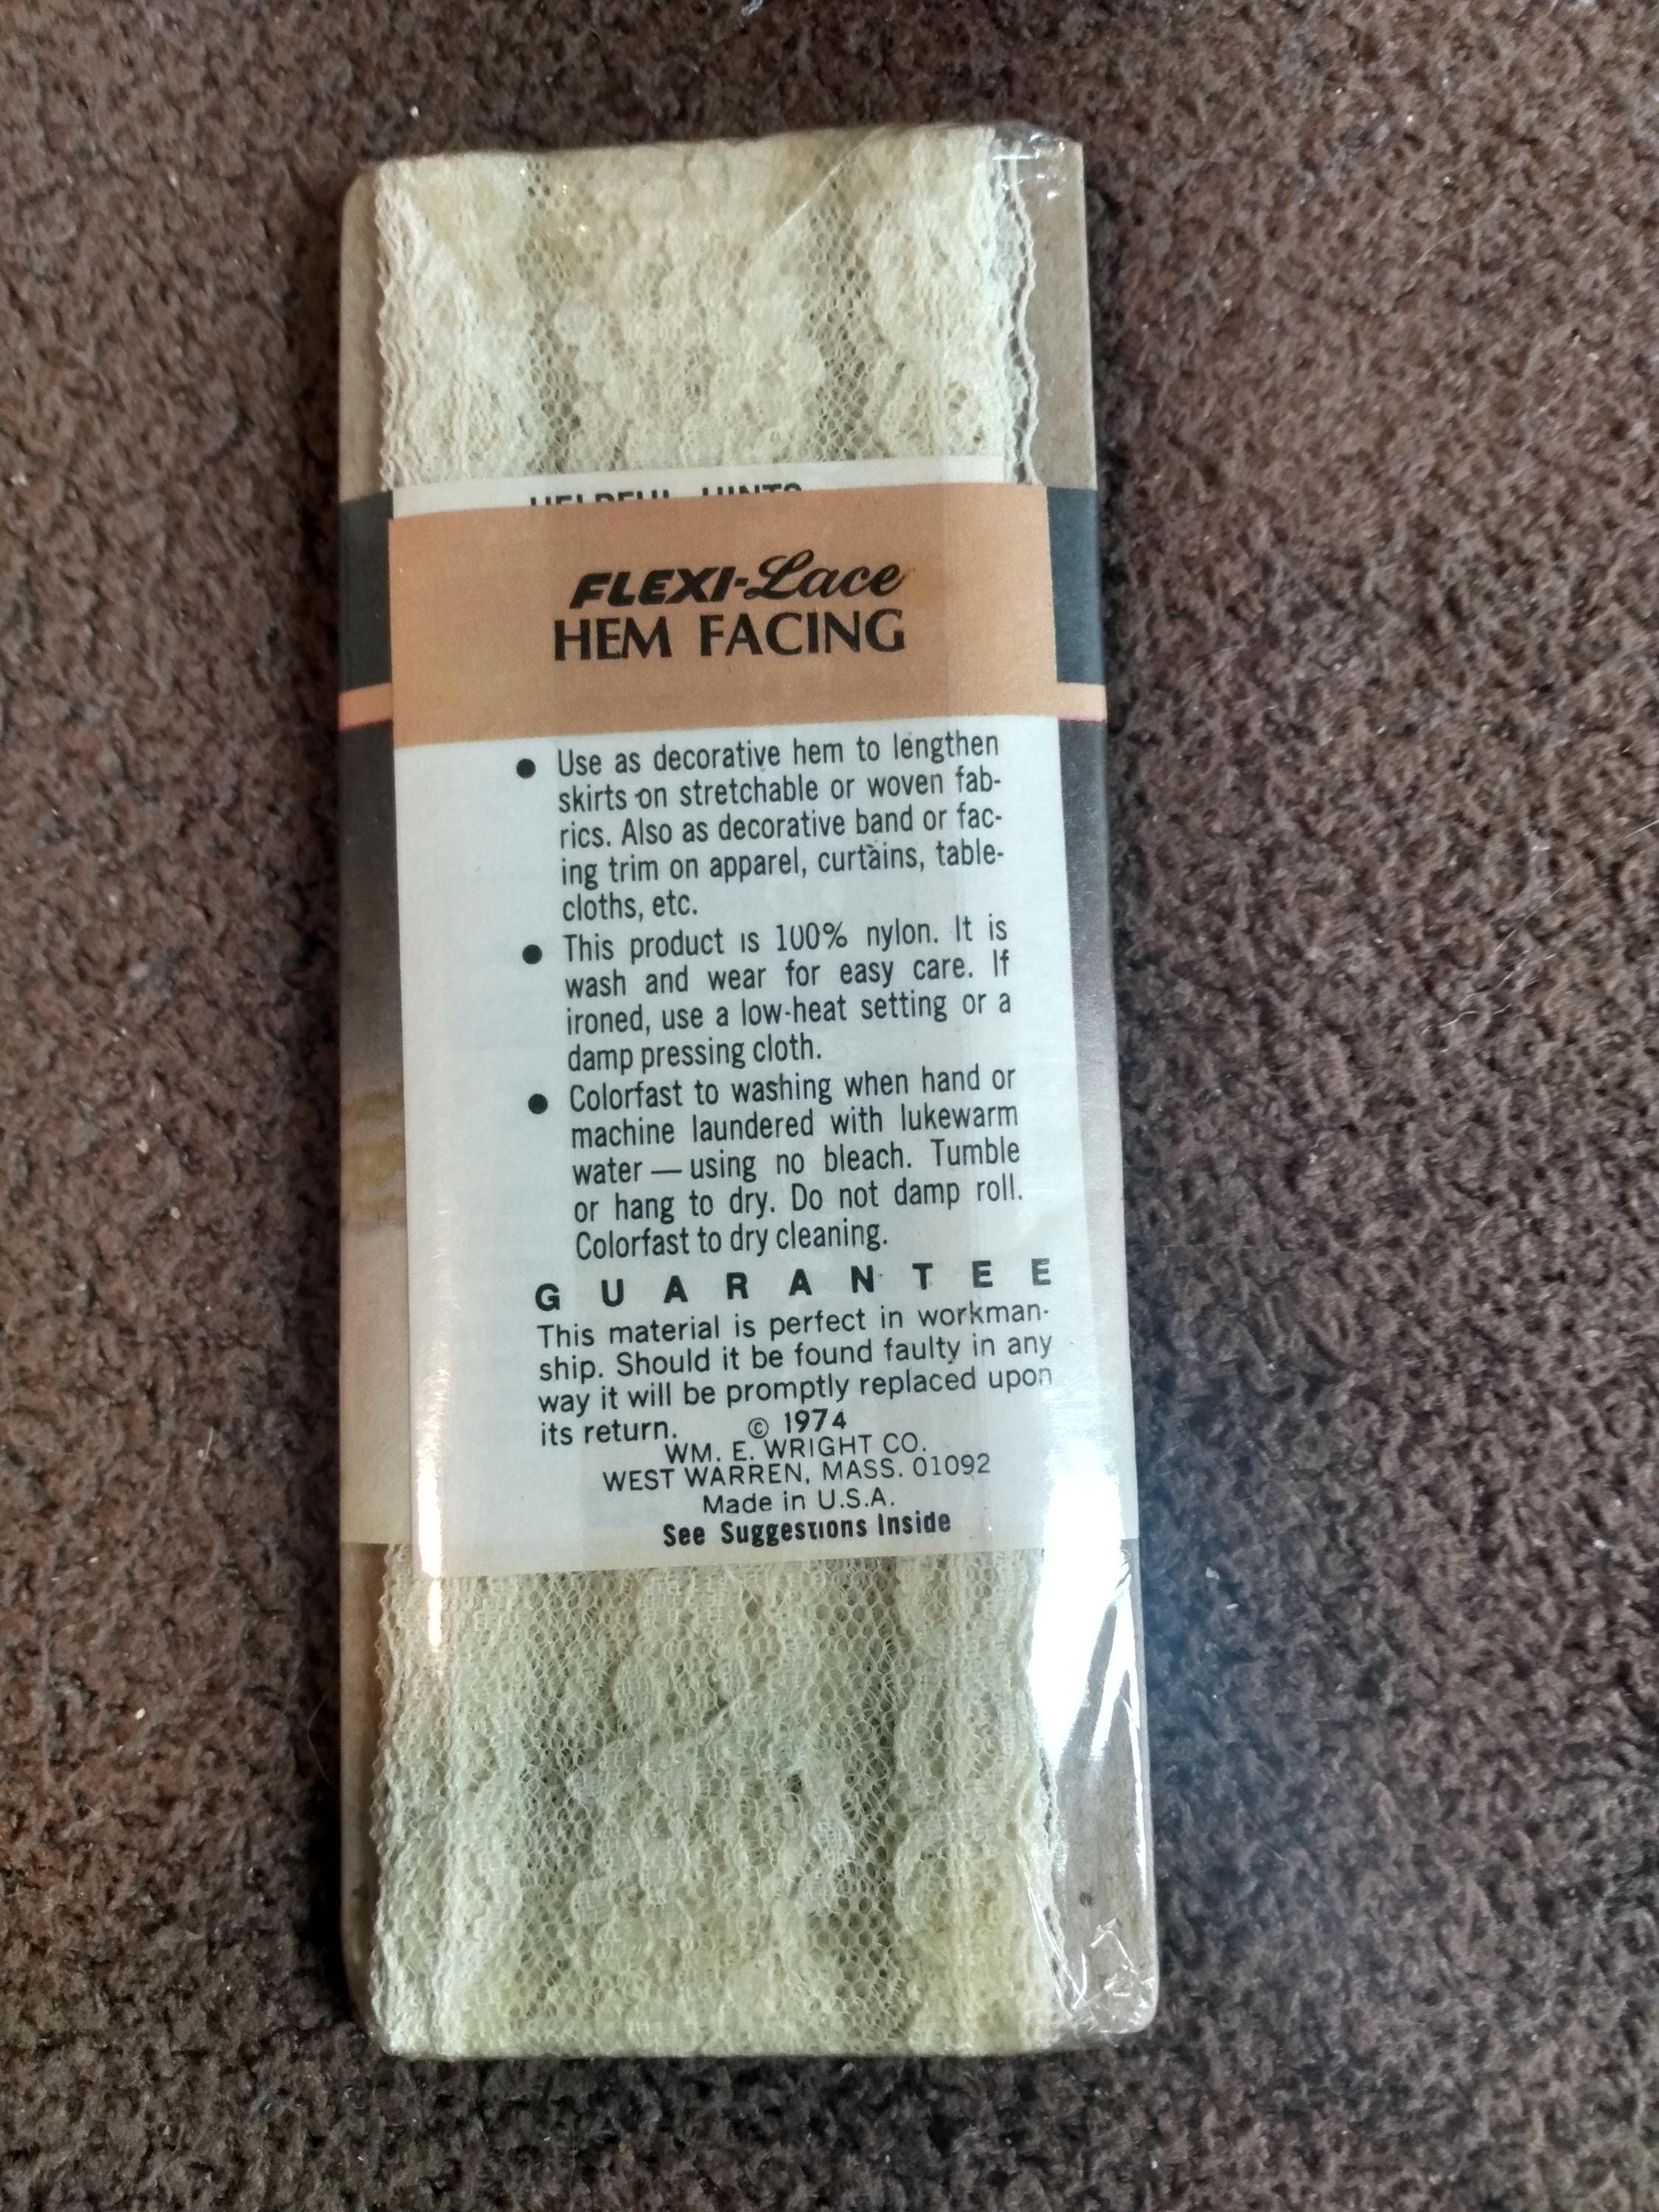 HELPFUL HINTS
FLEXI-Lace
HEM FACING
● Use as decorative hem to lengthen
skirts on stretchable or woven fab-
rics. Also as decorative band or fac-
ing trim on apparel, curtains, table-
cloths, etc.
● This product is 100% nylon. It is
wash and wear for easy care. If
ironed, use a low-heat setting or a
damp pressing cloth.
● Colorfast to washing when hand or
machine laundered with lukewarm
water — using no bleach. Tumble
or hang to dry. Do not damp roll.
Colorfast to dry cleaning.
GUARANTEE
This material is perfect in workman-
ship. Should it be found faulty in any
way it will be promptly replaced upon
its return. © 1974
WM. E. WRIGHT CO.
WEST WARREN, MASS. 01092
Made in U.S.A.
See Suggestions Inside